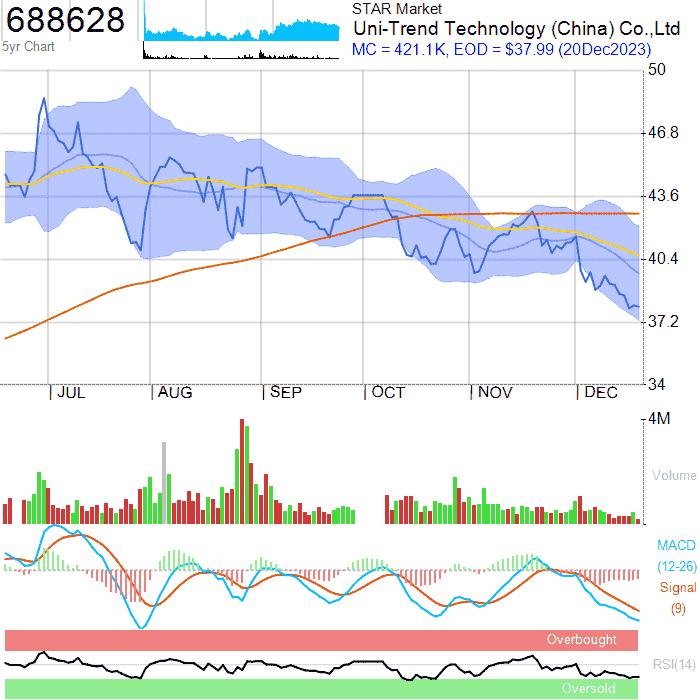 688628
5yr Chart
STAR Market
Uni-Trend Technology (China) Co.,Ltd
MC = 421.1K, EOD = $37.99 (20Dec2023)
50
46.8
43.6
40.4
37.2
34
JUL AUG SEP OCT NOV DEC
4M
Volume
MACD
(12-26)
Signal
(9)
Overbought
RSI(14)
Oversold